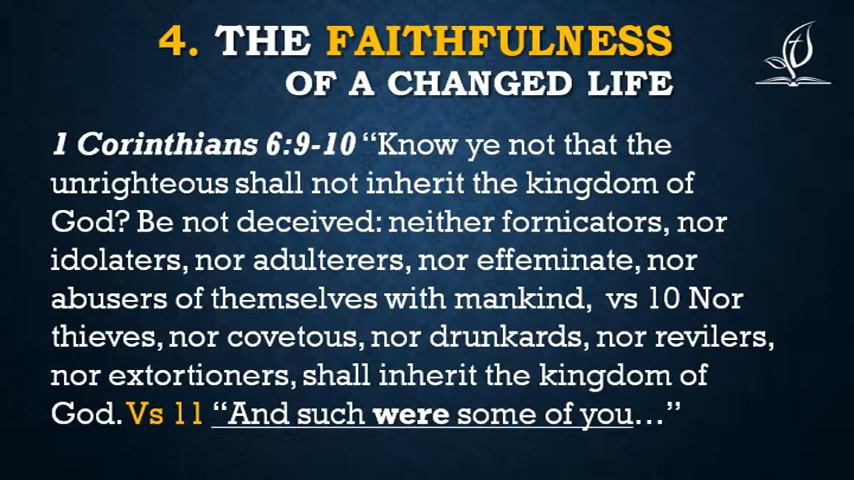 4. THE FAITHFULNESS
OF A CHANGED LIFE
1 Corinthians 6:9-10 “Know ye not that the
unrighteous shall not inherit the kingdom of
God? Be not deceived: neither fornicators, nor
idolaters, nor adulterers, nor effeminate, nor
abusers of themselves with mankind, vs 10 Nor
thieves, nor covetous, nor drunkards, nor revilers,
nor extortioners, shall inherit the kingdom of
God. Vs 11 “And such were some of you…”